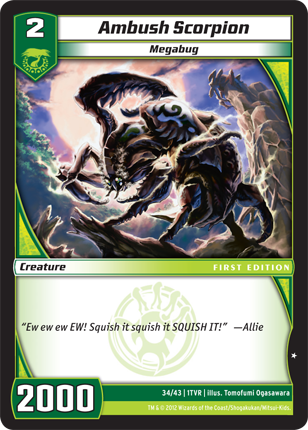 2
Ambush Scorpion
Megabug
Creature
FIRST EDITION
“Ew ew ew EW! Squish it squish it SQUISH IT!” —Allie
2000
34/43 | 1TVR | Illus. Tomofumi Ogasawara
TM & © 2012 Wizards of the Coast/Shogakukan/Mitsui-Kids